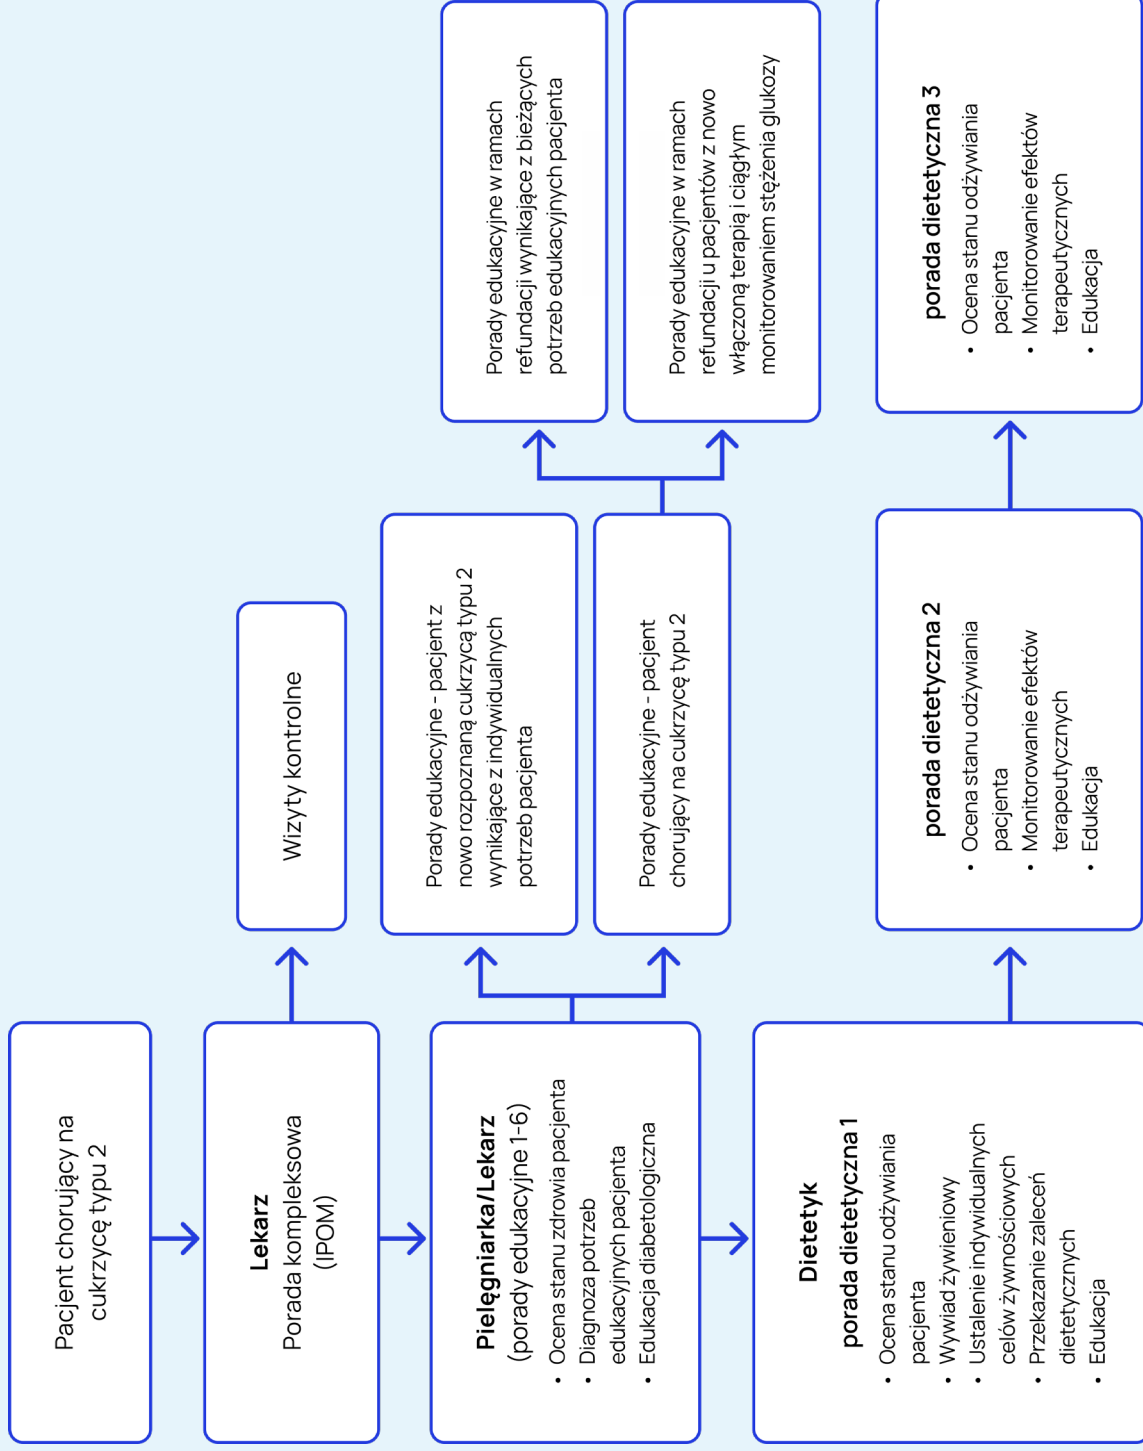 Pacjent chorujący na
cukrzycę typu 2
Lekarz
Porada kompleksowa
(IPOM)
Wizyty kontrolne
Pielęgniarka/Lekarz
(porady edukacyjne 1-6)
• Ocena stanu zdrowia pacjenta
• Diagnoza potrzeb
edukacyjnych pacjenta
• Edukacja diabetologiczna
Porady edukacyjne - pacjent z
nowo rozpoznaną cukrzycą typu 2
wynikające z indywidualnych
potrzeb pacjenta
Porady edukacyjne - pacjent
chorujący na cukrzycę typu 2
Porady edukacyjne w ramach
refundacji wynikające z bieżących
potrzeb edukacyjnych pacjenta
Porady edukacyjne w ramach
refundacji u pacjentów z nowo
włączoną terapią i ciągłym
monitorowaniem stężenia glukozy
Dietetyk
porada dietetyczna 1
• Ocena stanu odżywiania
pacjenta
• Wywiad żywieniowy
• Ustalenie indywidualnych
celów żywnościowych
• Przekazanie zaleceń
dietetycznych
• Edukacja
porada dietetyczna 2
• Ocena stanu odżywiania
pacjenta
• Monitorowanie efektów
terapeutycznych
• Edukacja
porada dietetyczna 3
• Ocena stanu odżywiania
pacjenta
• Monitorowanie efektów
terapeutycznych
• Edukacja